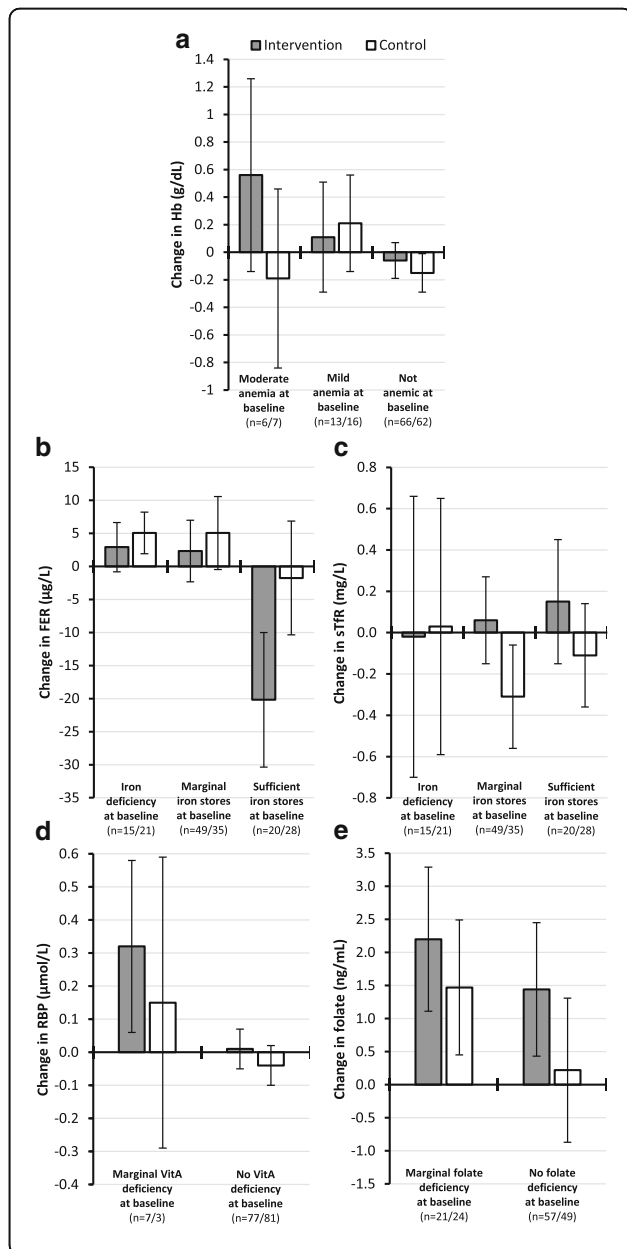 a
Intervention Control
1.4
1.2
1
0.8
0.6
0.4
0.2
0
-0.2
-0.4
-0.6
-0.8
-1
Change in Hb (g/dL)
Moderate anemia at baseline (n=6/7)
Mild anemia at baseline (n=13/16)
Not anemic at baseline (n=66/62)
b
15
10
5
0
-5
-10
-15
-20
-25
-30
-35
Change in FER (µg/L)
Iron deficiency at baseline (n=15/21)
Marginal iron stores at baseline (n=49/35)
Sufficient iron stores at baseline (n=20/28)
c
0.8
0.6
0.4
0.2
0.0
-0.2
-0.4
-0.6
-0.8
Change in sTfR (mg/L)
Iron deficiency at baseline (n=15/21)
Marginal iron stores at baseline (n=49/35)
Sufficient iron stores at baseline (n=20/28)
d
0.6
0.5
0.4
0.3
0.2
0.1
0.0
-0.1
-0.2
-0.3
-0.4
Change in RBP (µmol/L)
Marginal VitA deficiency at baseline (n=7/3)
No VitA deficiency at baseline (n=77/81)
e
3.5
3.0
2.5
2.0
1.5
1.0
0.5
0.0
-0.5
-1.0
-1.5
Change in folate (ng/mL)
Marginal folate deficiency at baseline (n=21/24)
No folate deficiency at baseline (n=57/49)